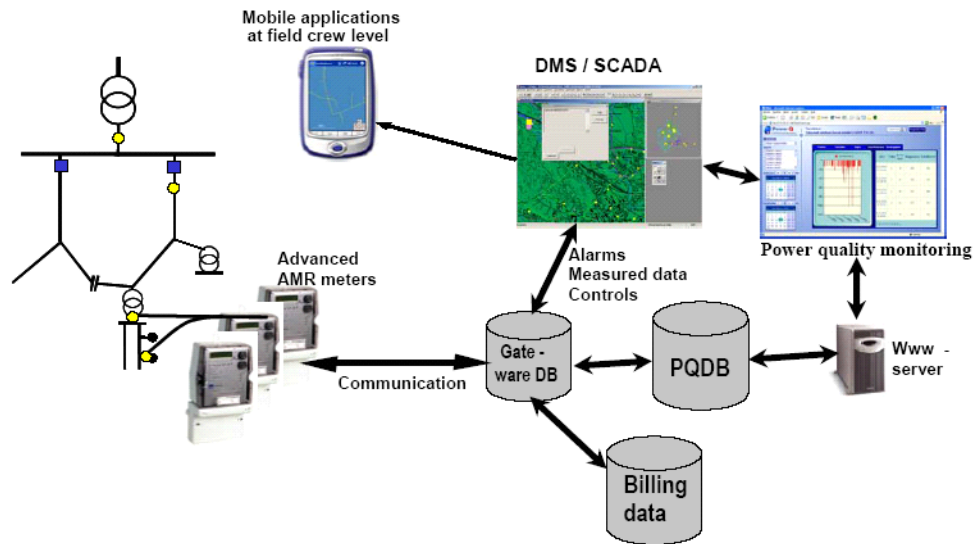 Mobile applications
at field crew level
DMS / SCADA
Power quality monitoring
Advanced
AMR meters
Alarms
Measured data
Controls
Communication
Gate -
ware DB
PQDB
Www -
server
Billing
data